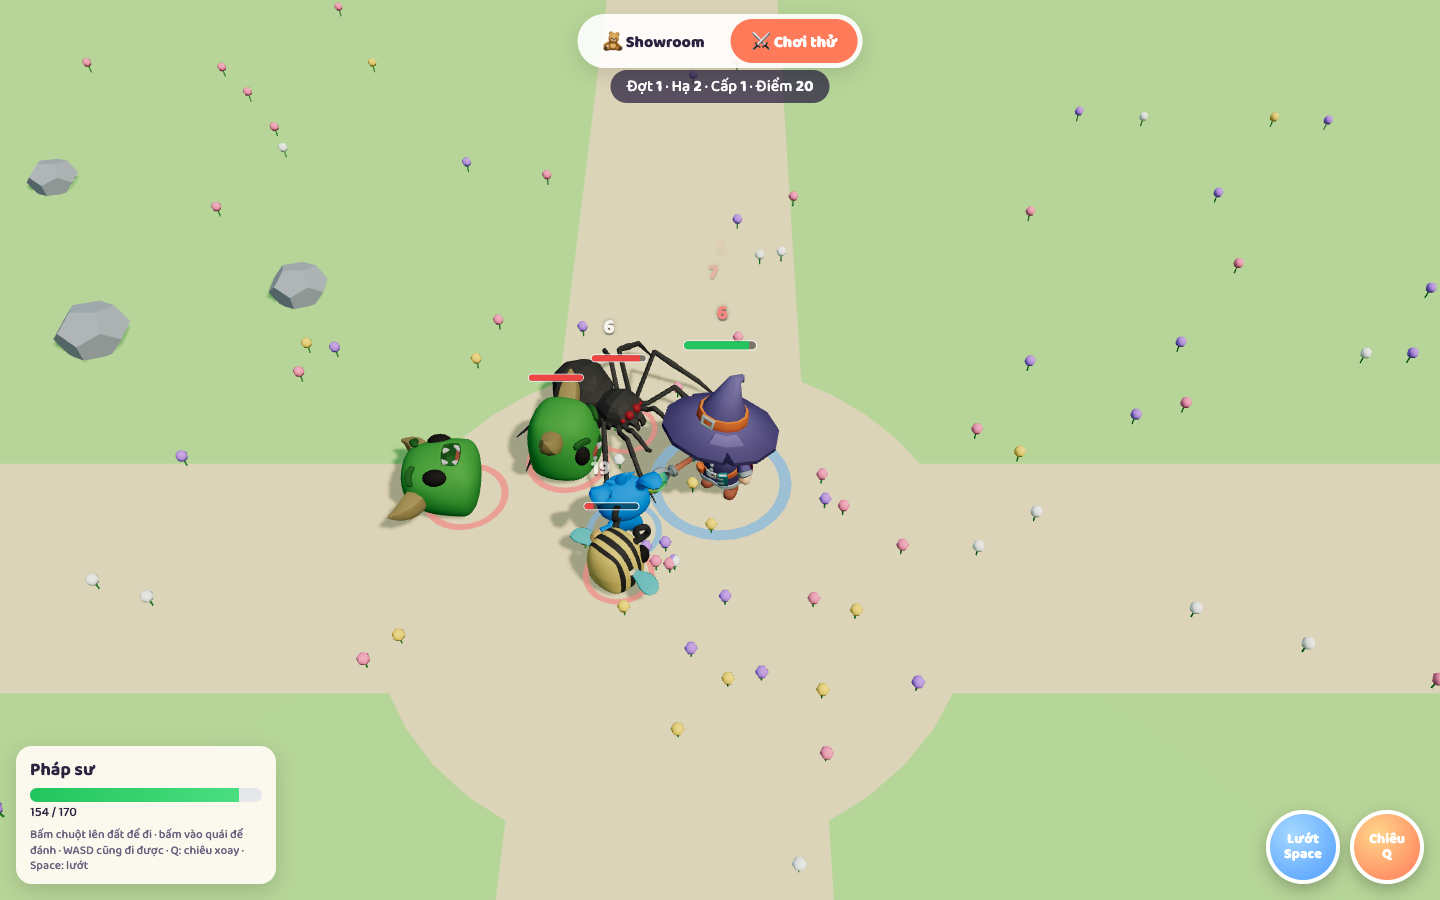 Showroom
Chơi thử
Đợt 1 · Hạ 2 · Cấp 1 · Điểm 20
7
6
6
19
Pháp sư
154 / 170
Bấm chuột lên đất để đi · bấm vào quái để
đánh · WASD cũng đi được · Q: chiêu xoay ·
Space: lướt
Lướt
Space
Chiêu
Q